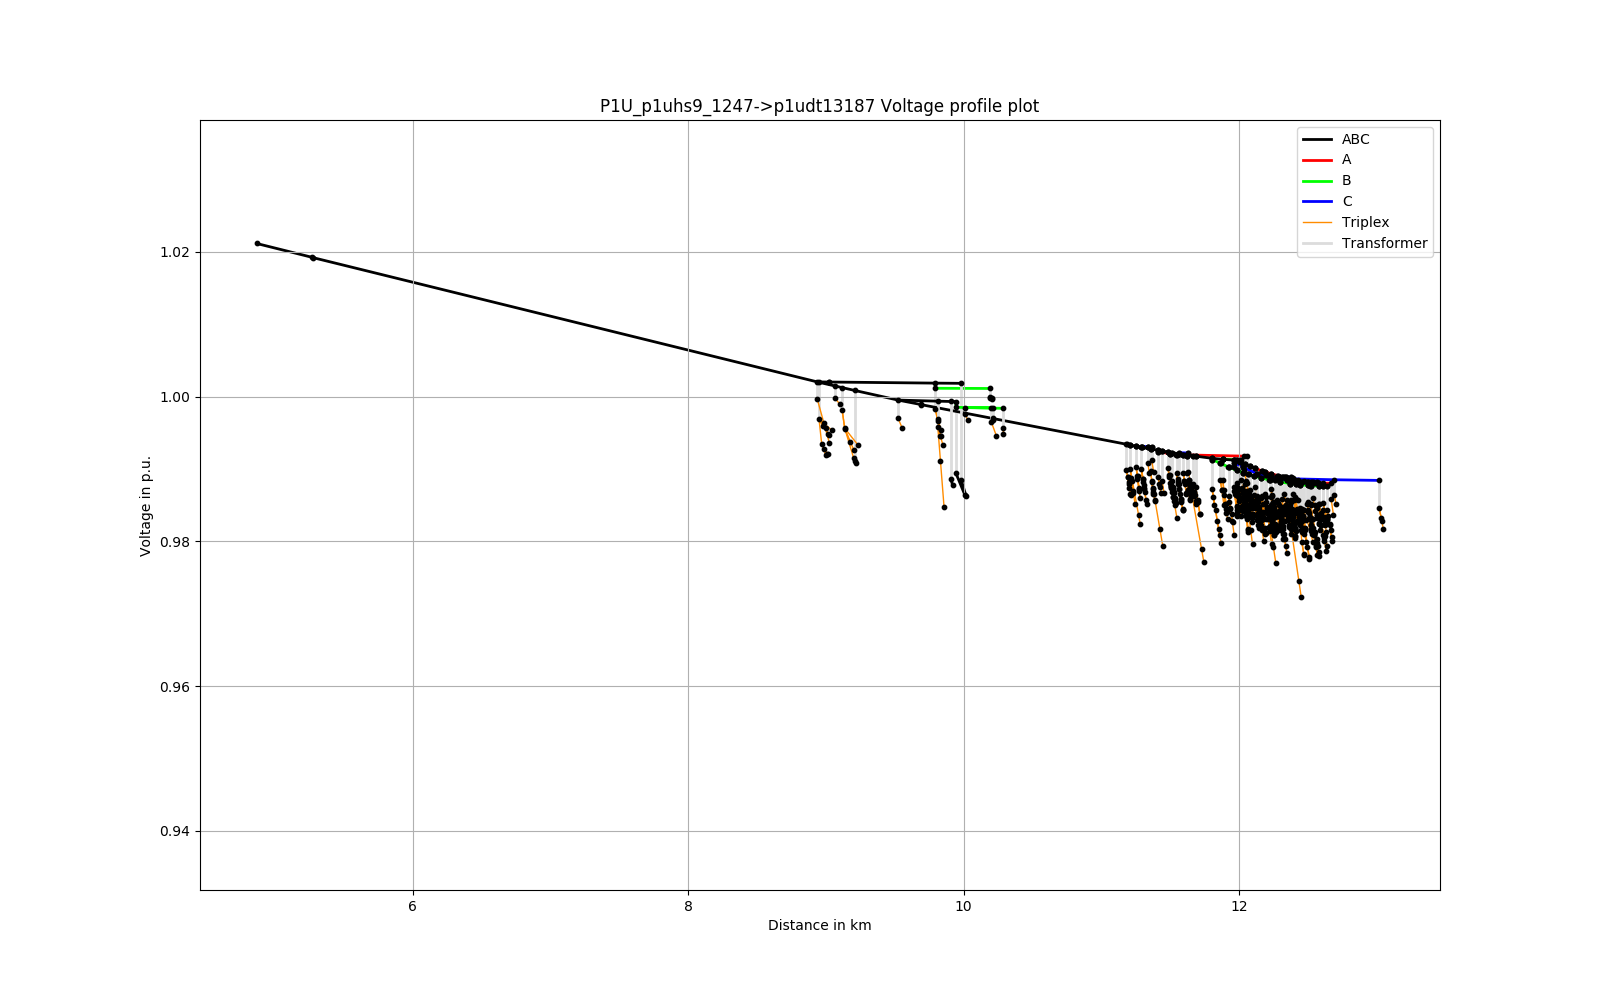 P1U_p1uhs9_1247->p1udt13187 Voltage profile plot
ABC
A
B
C
Triplex
Transformer
1.02
1.00
0.98
0.96
0.94
Voltage in p.u.
6 8 10 12
Distance in km